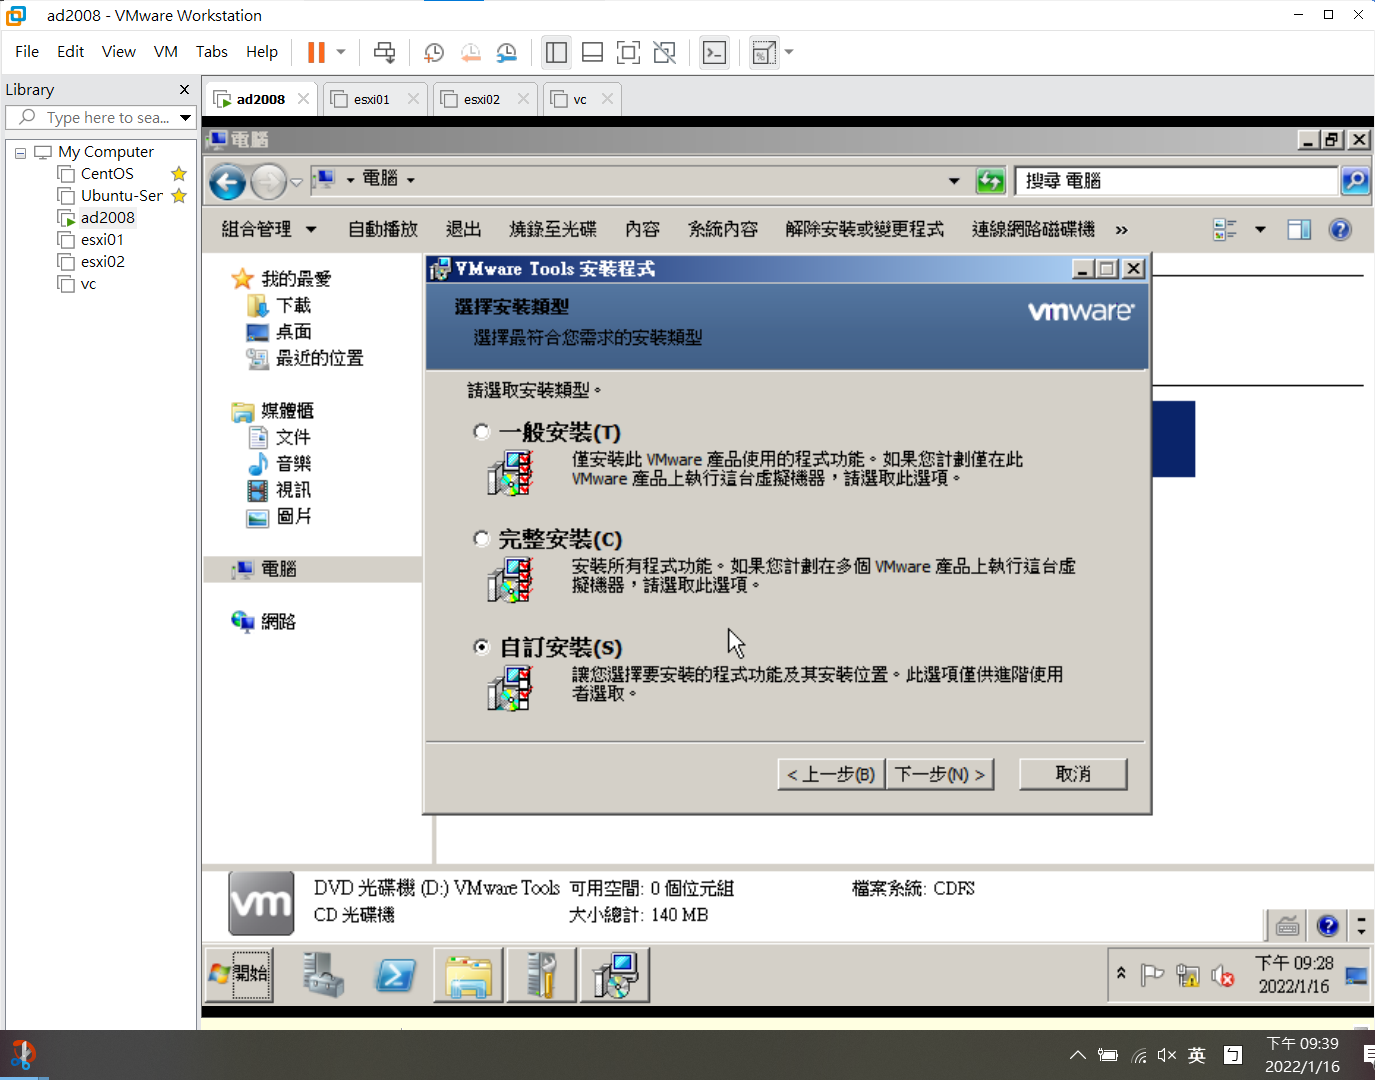 ad2008 - VMware Workstation
File Edit View VM Tabs Help
Library
Type here to sea...
My Computer
CentOS
Ubuntu-Ser
ad2008
esxi01
esxi02
vc
ad2008 esxi01 esxi02 vc
電腦
電腦
搜尋 電腦
組合管理 自動播放 退出 燒錄至光碟 內容 系統內容 解除安裝或變更程式 連線網路磁碟機 »
我的最愛
下載
桌面
最近的位置
媒體櫃
文件
音樂
視訊
圖片
電腦
網路
VMware Tools 安裝程式
選擇安裝類型
選擇最符合您需求的安裝類型
vmware
請選取安裝類型。
一般安裝(T)
僅安裝此 VMware 產品使用的程式功能。如果您計劃僅在此
VMware 產品上執行這台虛擬機器，請選取此選項。
完整安裝(C)
安裝所有程式功能。如果您計劃在多個 VMware 產品上執行這台虛
擬機器，請選取此選項。
自訂安裝(S)
讓您選擇要安裝的程式功能及其安裝位置。此選項僅供進階使用
者選取。
< 上一步(B) 下一步(N) > 取消
vm
DVD 光碟機 (D:) VMware Tools 可用空間: 0 個位元組 檔案系統: CDFS
CD 光碟機 大小總計: 140 MB
開始
下午 09:28
2022/1/16
英
下午 09:39
2022/1/16